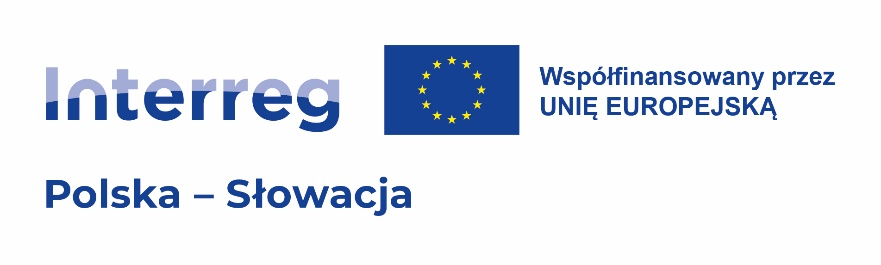 Interreg
Współfinansowany przez
UNIĘ EUROPEJSKĄ
Polska – Słowacja